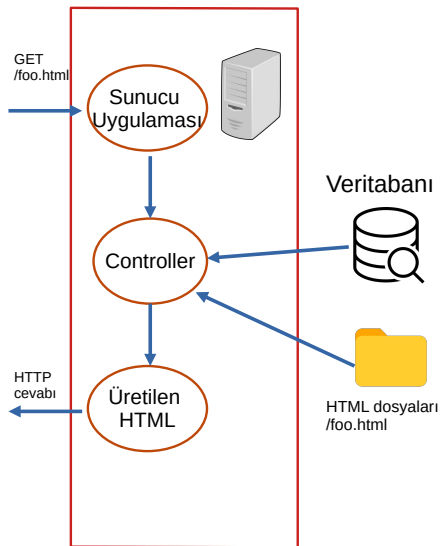 GET
/foo.html
Sunucu
Uygulaması
Veritabanı
Controller
HTTP
cevabı
Üretilen
HTML
HTML dosyaları
/foo.html